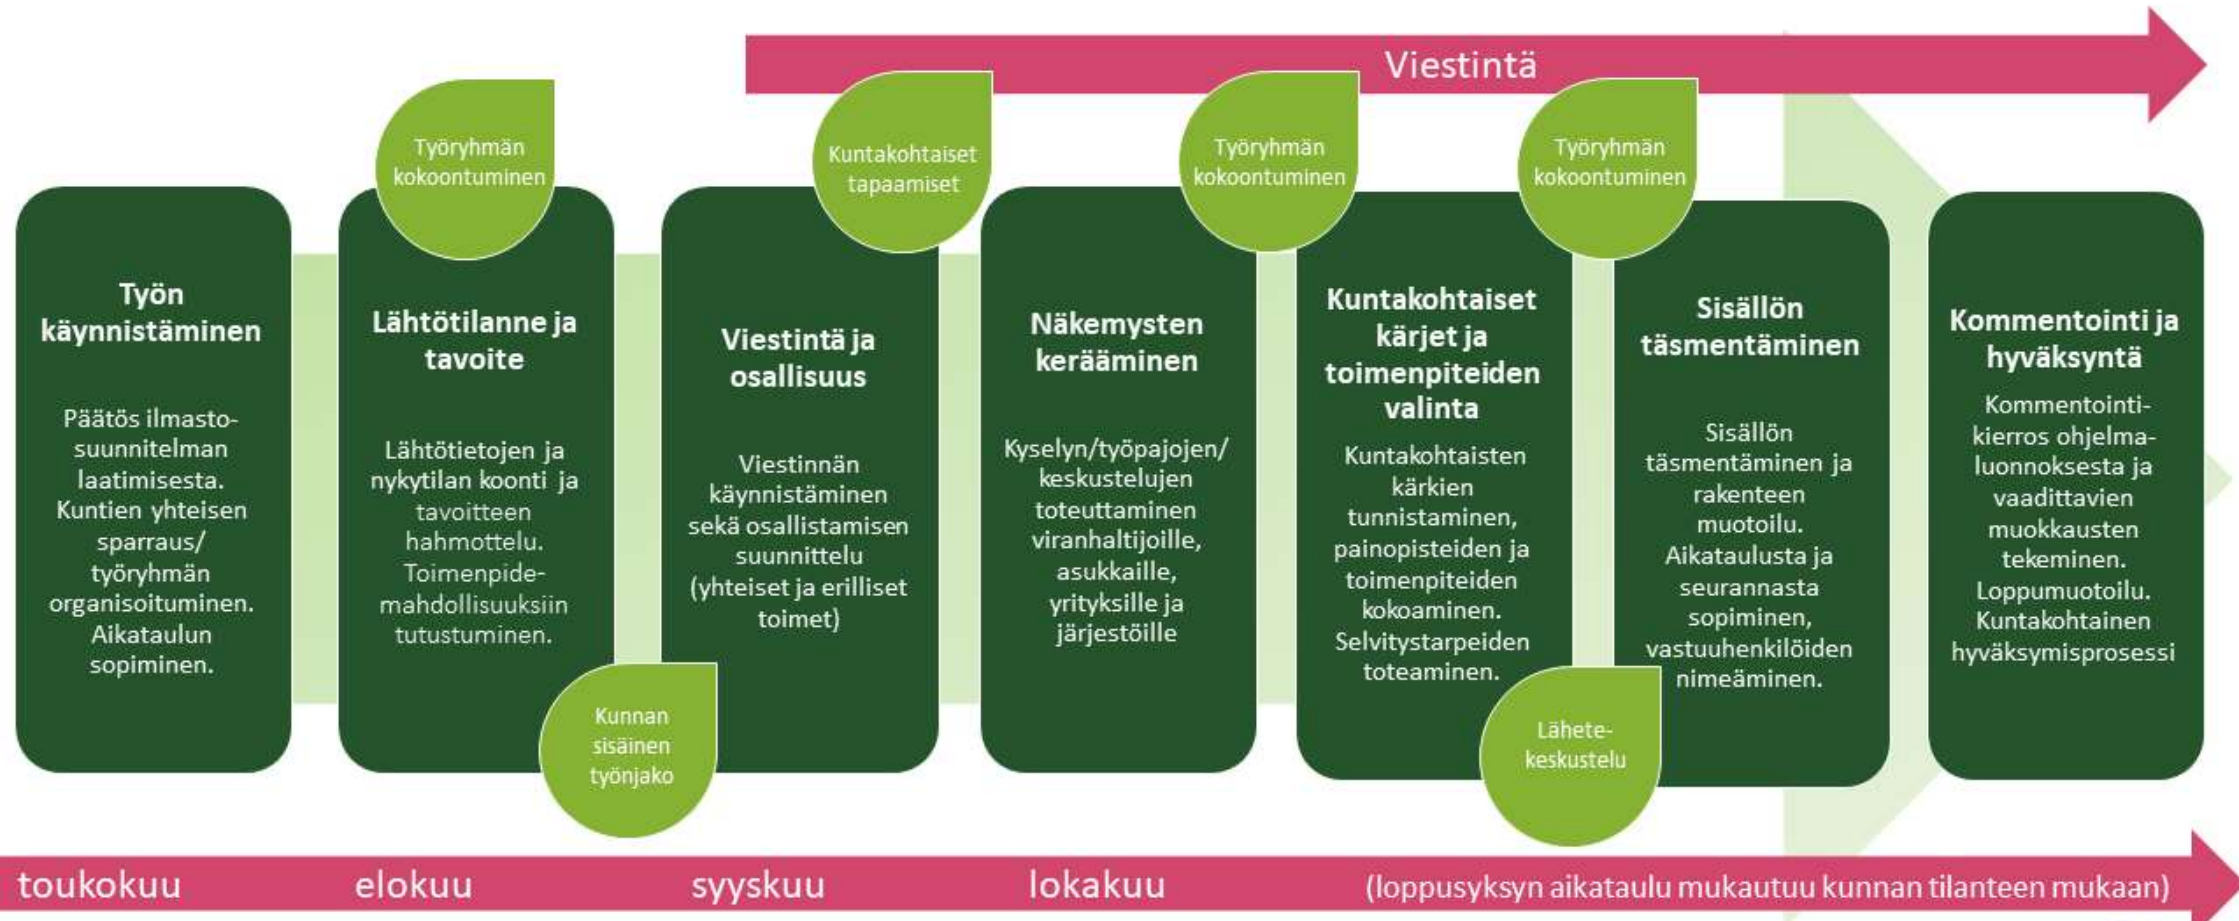 Viestintä
Työryhmän
kokoontuminen
Kuntakohtaiset
tapaamiset
Työryhmän
kokoontuminen
Työryhmän
kokoontuminen
Työn
käynnistäminen
Päätös ilmasto-
suunnitelman
laatimisesta.
Kuntien yhteisen
sparraus/
työryhmän
organisoituminen.
Aikataulun
sopiminen.
Lähtötilanne ja
tavoite
Lähtötietojen ja
nykytilan koonti ja
tavoitteen
hahmottelu.
Toimenpide-
mahdollisuuksiin
tutustuminen.
Kunnan
sisäinen
työnjako
Viestintä ja
osallisuus
Viestinnän
käynnistäminen
sekä osallistamisen
suunnittelu
(yhteiset ja erilliset
toimet)
Näkemysten
kerääminen
Kyselyn/työpajojen/
keskustelujen
toteuttaminen
viranhaltijoille,
asukkaille,
yrityksille ja
järjestöille
Kuntakohtaiset
kärjet ja
toimenpiteiden
valinta
Kuntakohtaisten
kärkien
tunnistaminen,
painopisteiden ja
toimenpiteiden
kokoaminen.
Selvitystarpeiden
toteaminen.
Lähete-
keskustelu
Sisällön
täsmentäminen
Sisällön
täsmentäminen ja
rakenteen
muotoilu.
Aikataulusta ja
seurannasta
sopiminen,
vastuuhenkilöiden
nimeäminen.
Kommentointi ja
hyväksyntä
Kommentointi-
kierros ohjelma-
luonnoksesta ja
vaadittavien
muokkausten
tekeminen.
Loppumuotoilu.
Kuntakohtainen
hyväksymisprosessi
toukokuu
elokuu
syyskuu
lokakuu
(loppusyksyn aikataulu mukautuu kunnan tilanteen mukaan)